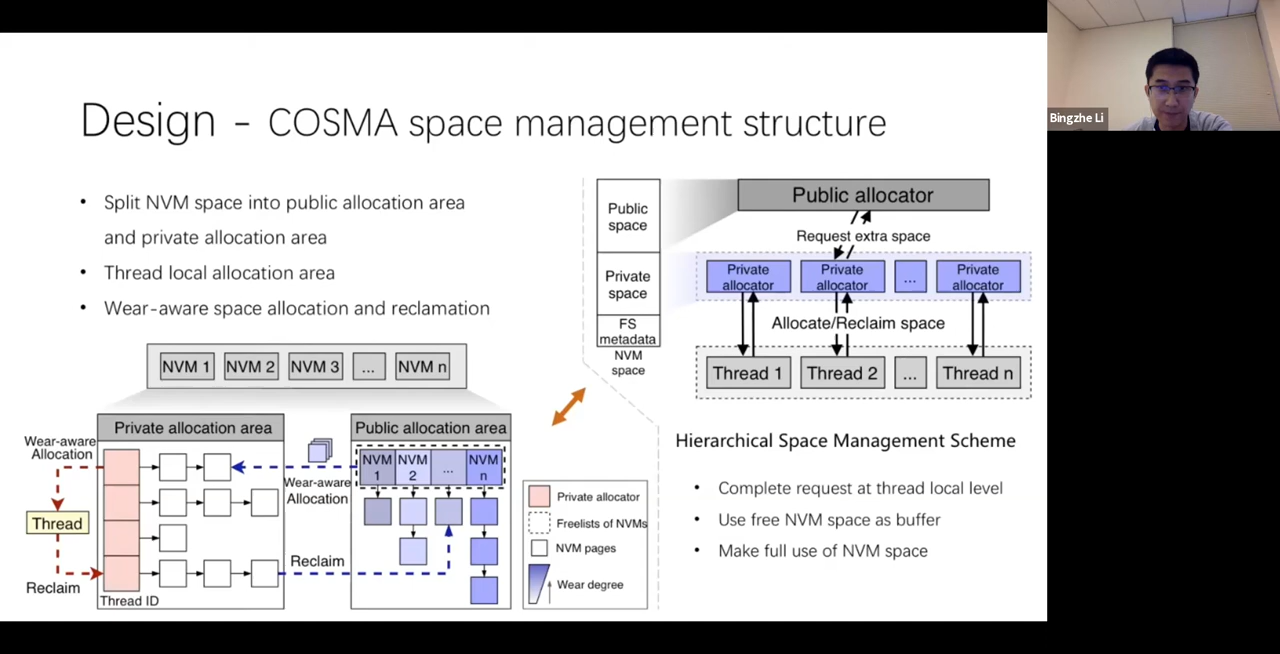 Design - COSMA space management structure
• Split NVM space into public allocation area
and private allocation area
• Thread local allocation area
• Wear-aware space allocation and reclamation
NVM 1 NVM 2 NVM 3 ... NVM n
Private allocation area
Public allocation area
Wear-aware
Allocation
Thread
Reclaim
Thread ID
Wear-aware
Allocation
Reclaim
NVM NVM ... NVM
1 2 n
Private allocator
Freelists of NVMs
NVM pages
Wear degree
Public
space
Private
space
FS
metadata
NVM
space
Public allocator
Request extra space
Private Private ... Private
allocator allocator allocator
Allocate/Reclaim space
Thread 1 Thread 2 ... Thread n
Hierarchical Space Management Scheme
• Complete request at thread local level
• Use free NVM space as buffer
• Make full use of NVM space
Bingzhe Li